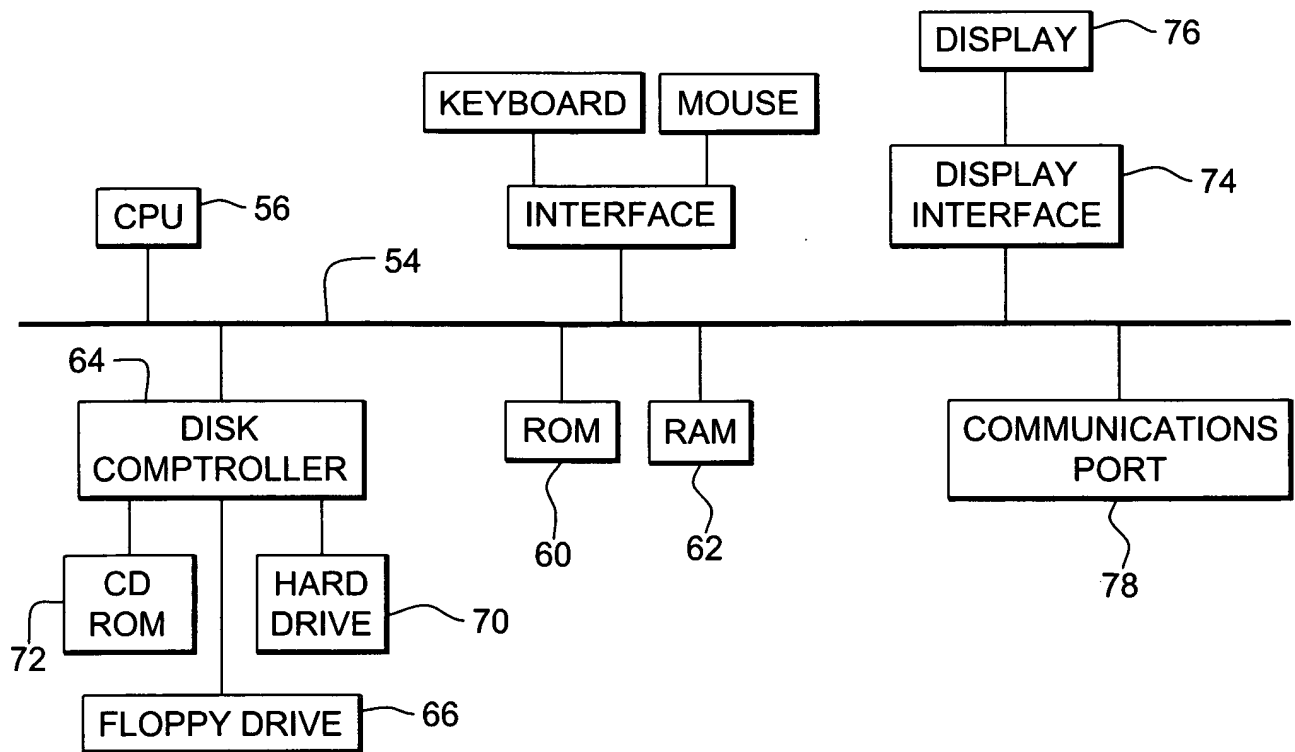 DISPLAY
76
KEYBOARD
MOUSE
DISPLAY
INTERFACE
74
CPU
56
INTERFACE
54
64
DISK
COMPTROLLER
ROM
RAM
COMMUNICATIONS
PORT
60
62
78
CD
ROM
72
HARD
DRIVE
70
FLOPPY DRIVE
66